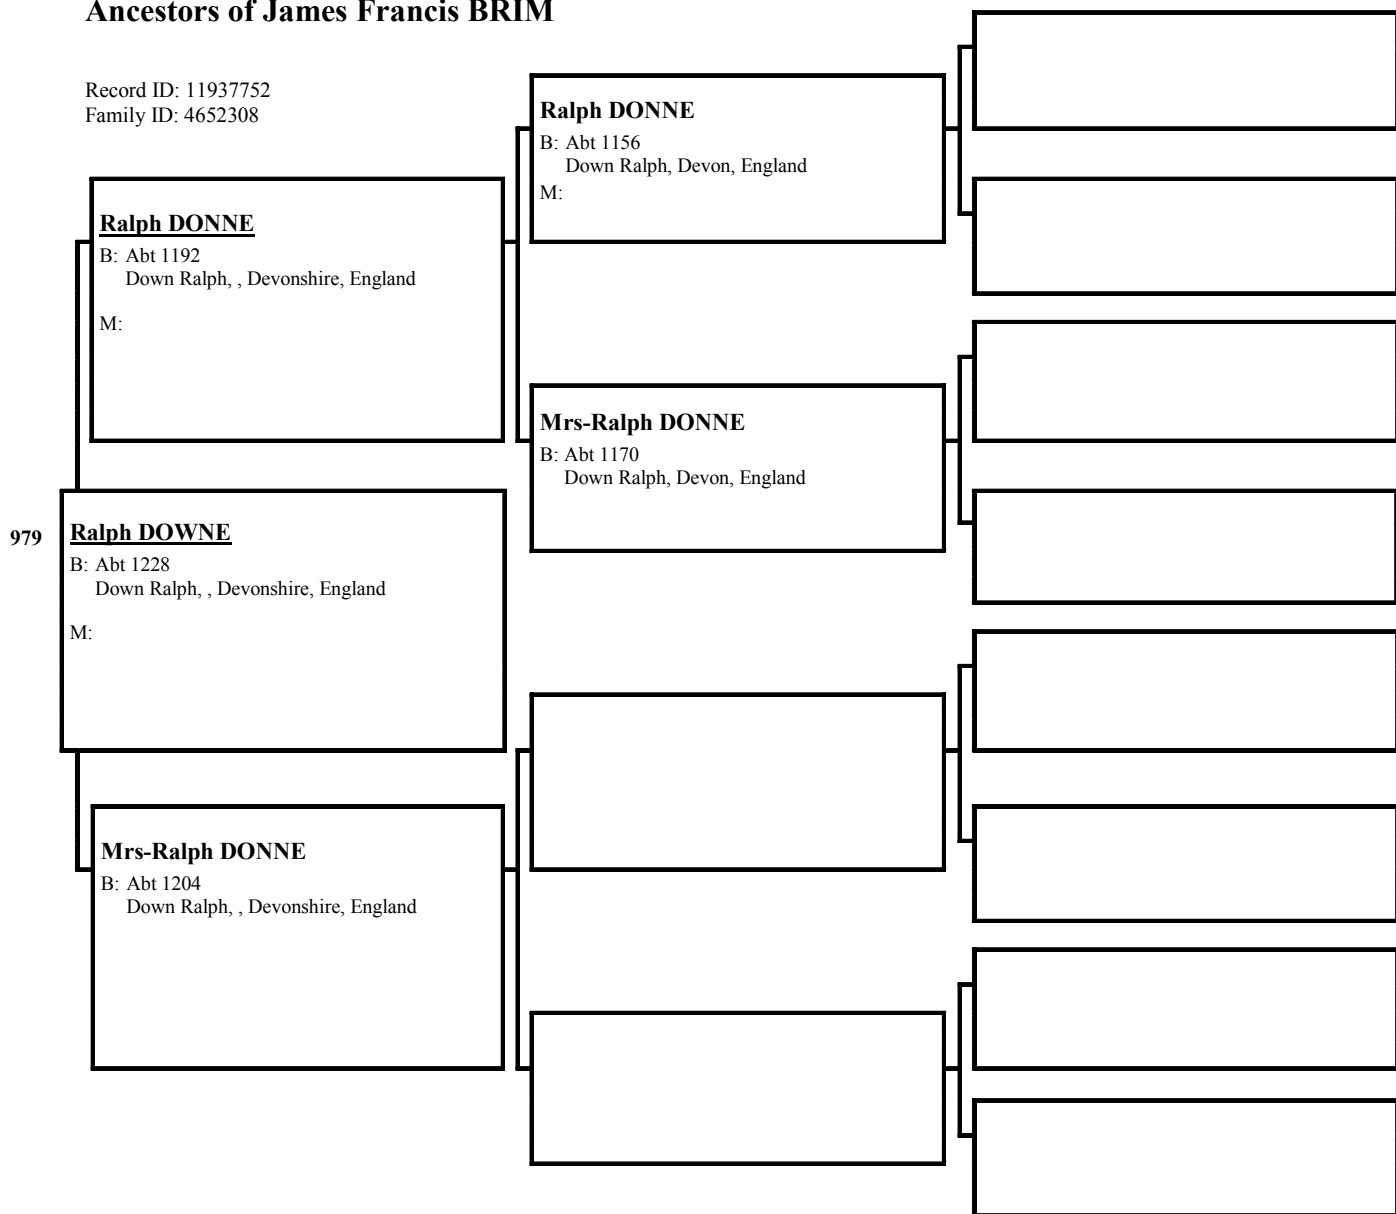 Ancestors of James Francis BRIM
Record ID: 11937752
Family ID: 4652308
Ralph DONNE
B: Abt 1156
Down Ralph, Devon, England
M:
Ralph DONNE
B: Abt 1192
Down Ralph, , Devonshire, England
M:
Mrs-Ralph DONNE
B: Abt 1170
Down Ralph, Devon, England
979
Ralph DOWNE
B: Abt 1228
Down Ralph, , Devonshire, England
M:
Mrs-Ralph DONNE
B: Abt 1204
Down Ralph, , Devonshire, England